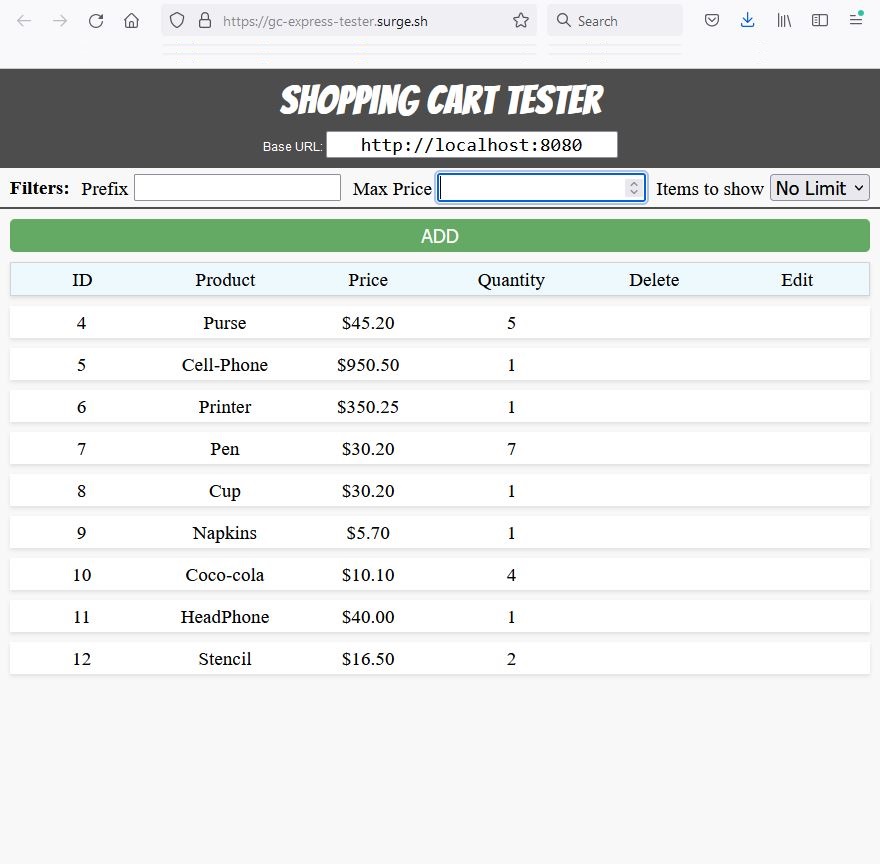 https://gc-express-tester.surge.sh Search
SHOPPING CART TESTER
Base URL: http://localhost:8080
Filters: Prefix Max Price Items to show No Limit
ADD
ID Product Price Quantity Delete Edit
4 Purse $45.20 5
5 Cell-Phone $950.50 1
6 Printer $350.25 1
7 Pen $30.20 7
8 Cup $30.20 1
9 Napkins $5.70 1
10 Coco-cola $10.10 4
11 HeadPhone $40.00 1
12 Stencil $16.50 2